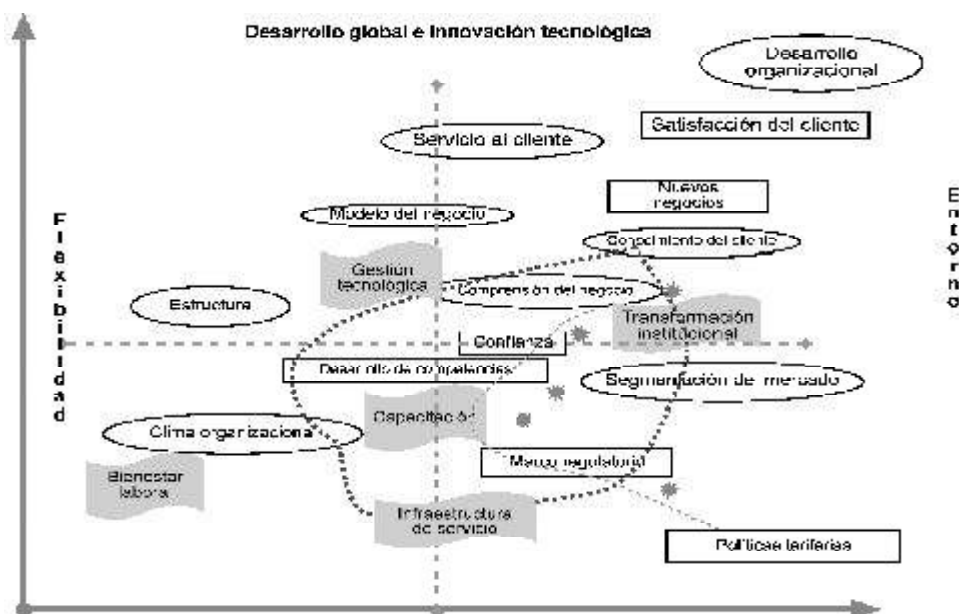 Desarrollo global e innovación tecnológica
Desarrollo
organizacional
Satisfacción del cliente
Servicio al cliente
Nuevos
negocios
Modelo del negocio
Conocimiento del cliente
Gestión
tecnológica
Comprensión del negocio
Estructura
Transformación
institucional
Confianza
Desarrollo de competencias
Segmentación del mercado
Capacitación
Clima organizacional
Marco regulatorio
Bienestar
laboral
Infraestructura
de servicio
Políticas tarifarias
Flexibilidad
Entorno